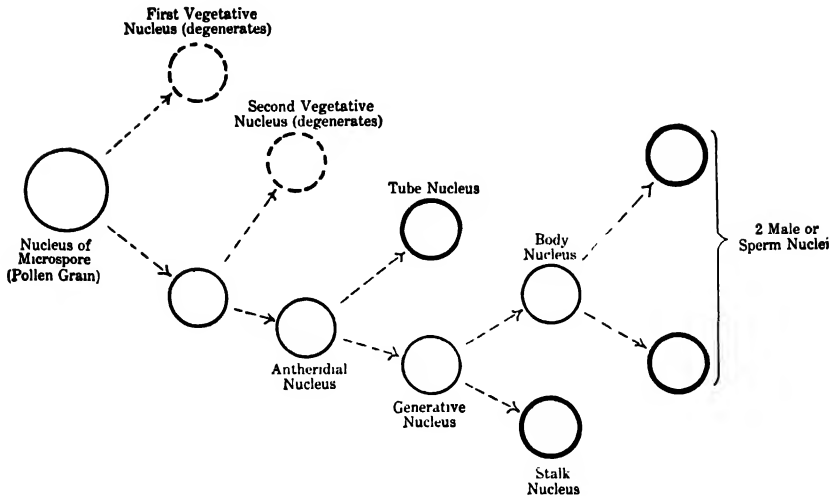 First Vegetative
Nucleus (degenerates)
Second Vegetative
Nucleus (degenerates)
Tube Nucleus
Nucleus of
Microspore
(Pollen Grain)
Body
Nucleus
2 Male or
Sperm Nuclei
Antheridial
Nucleus
Generative
Nucleus
Stalk
Nucleus